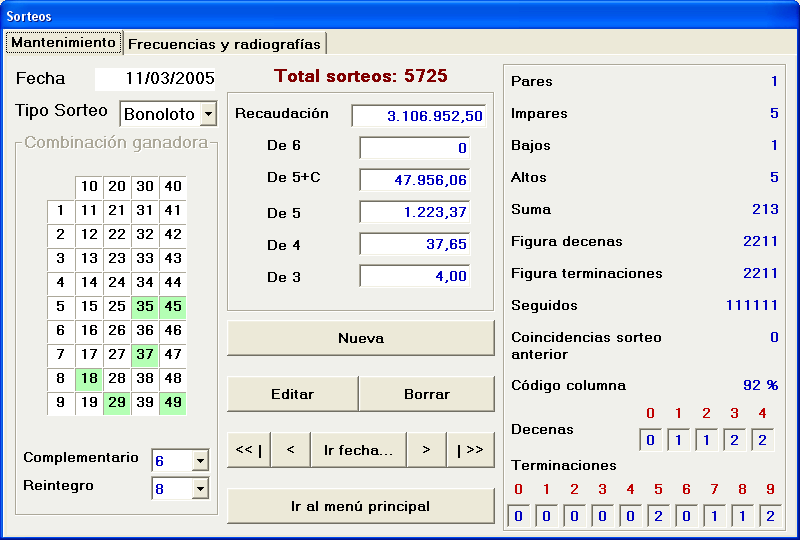 Sorteos
Mantenimiento Frecuencias y radiografías
Fecha 11/03/2005
Tipo Sorteo Bonoloto
Combinación ganadora
10 20 30 40
1 11 21 31 41
2 12 22 32 42
3 13 23 33 43
4 14 24 34 44
5 15 25 35 45
6 16 26 36 46
7 17 27 37 47
8 18 28 38 48
9 19 29 39 49
Complementario 6
Reintegro 8
Total sorteos: 5725
Recaudación 3.106.952,50
De 6 0
De 5+C 47.956,06
De 5 1.223,37
De 4 37,65
De 3 4,00
Nueva
Editar Borrar
<< | < Ir fecha... > | >>
Ir al menú principal
Pares 1
Impares 5
Bajos 1
Altos 5
Suma 213
Figura decenas 2211
Figura terminaciones 2211
Seguidos 111111
Coincidencias sorteo 0
anterior
Código columna 92 %
0 1 2 3 4
Decenas 0 1 1 2 2
Terminaciones
0 1 2 3 4 5 6 7 8 9
0 0 0 0 0 2 0 1 1 2